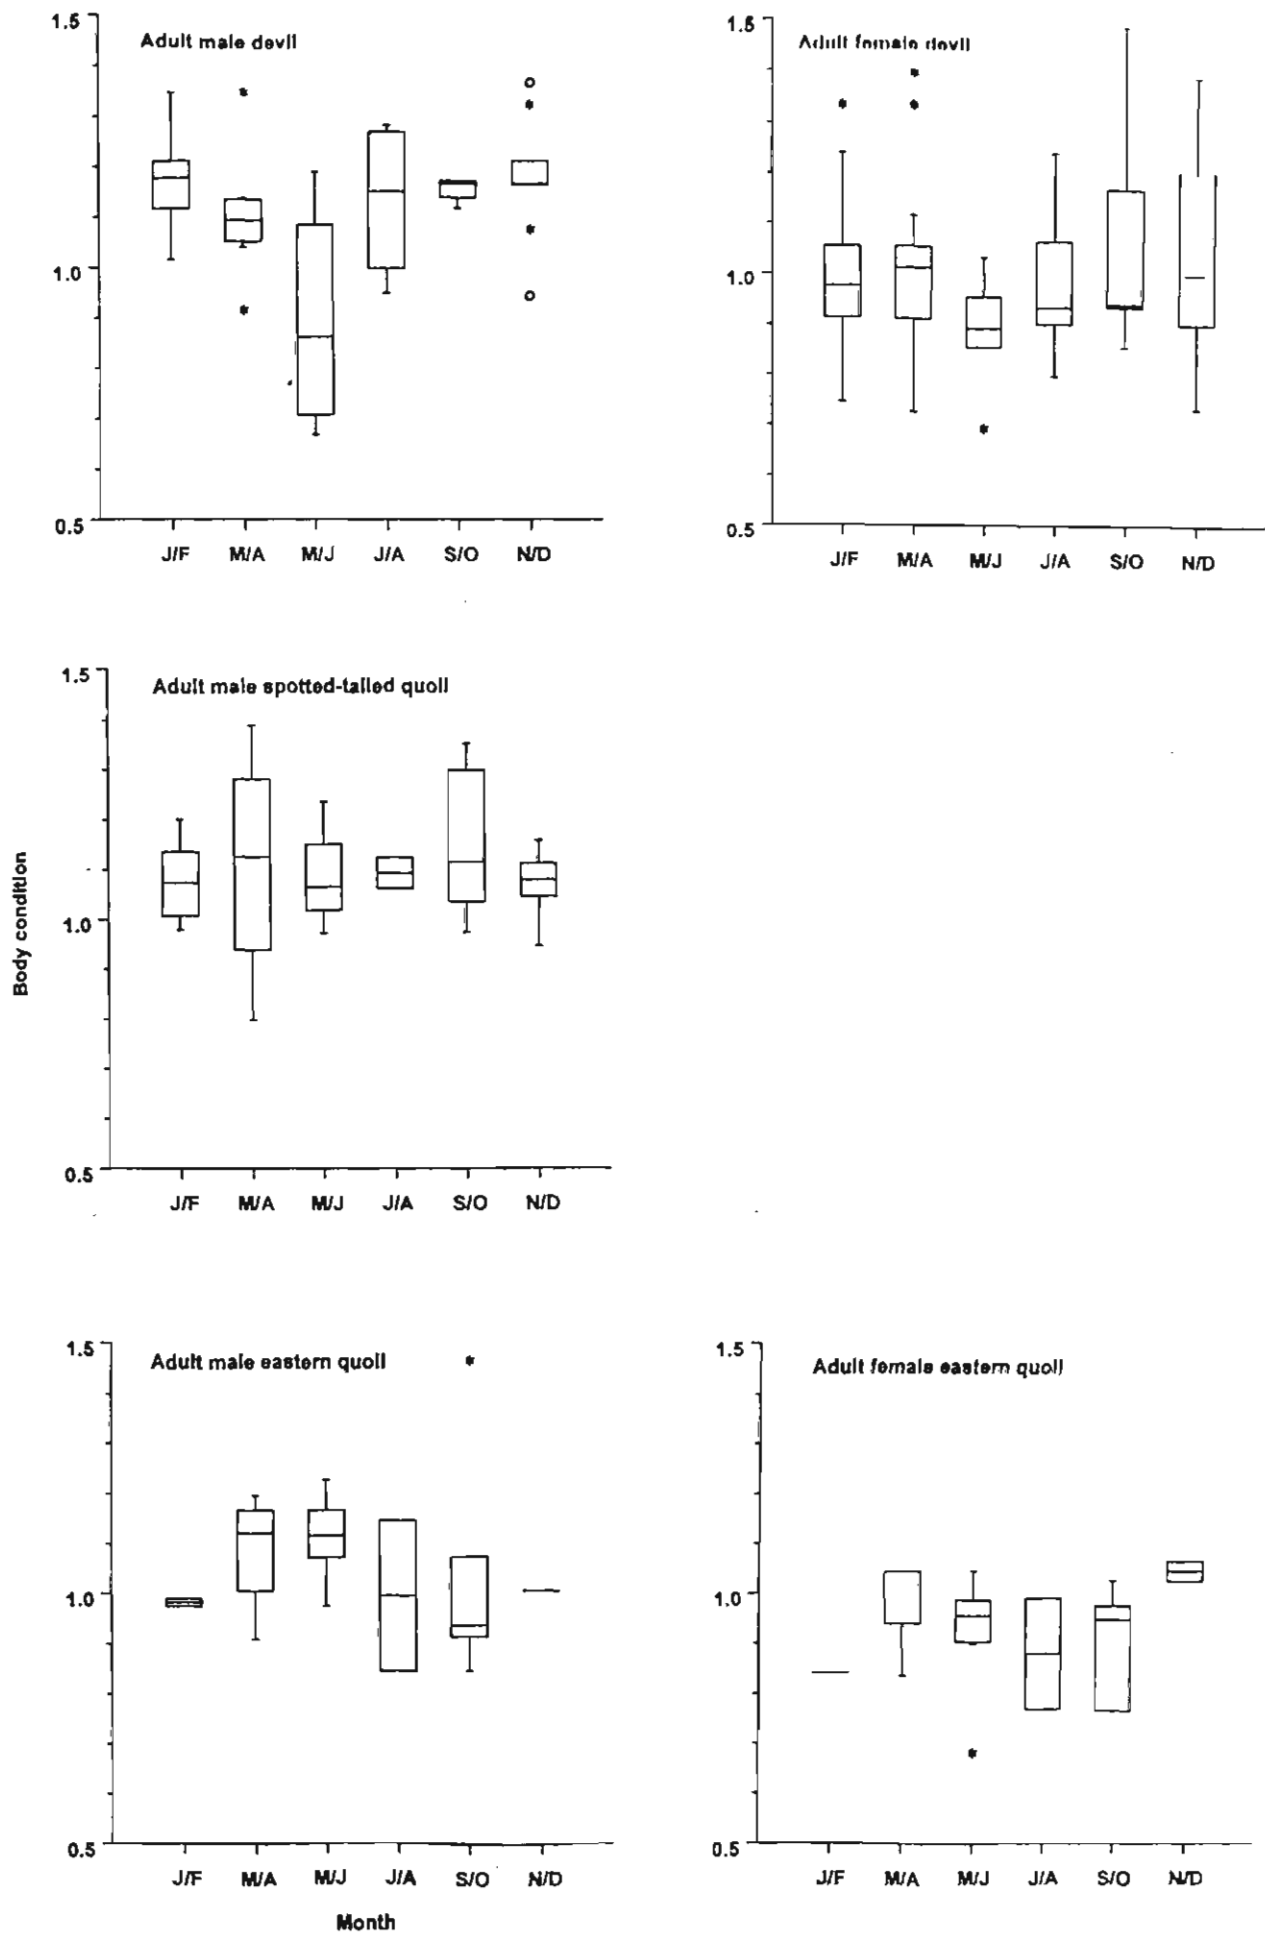 Adult male devil
1.5
1.0
0.5
J/F M/A M/J J/A S/O N/D
Adult female devil
1.5
1.0
0.5
J/F M/A M/J J/A S/O N/D
Adult male spotted-tailed quoll
1.5
1.0
0.5
J/F M/A M/J J/A S/O N/D
Body condition
Adult male eastern quoll
1.5
1.0
0.5
J/F M/A M/J J/A S/O N/D
Month
Adult female eastern quoll
1.5
1.0
0.5
J/F M/A M/J J/A S/O N/D